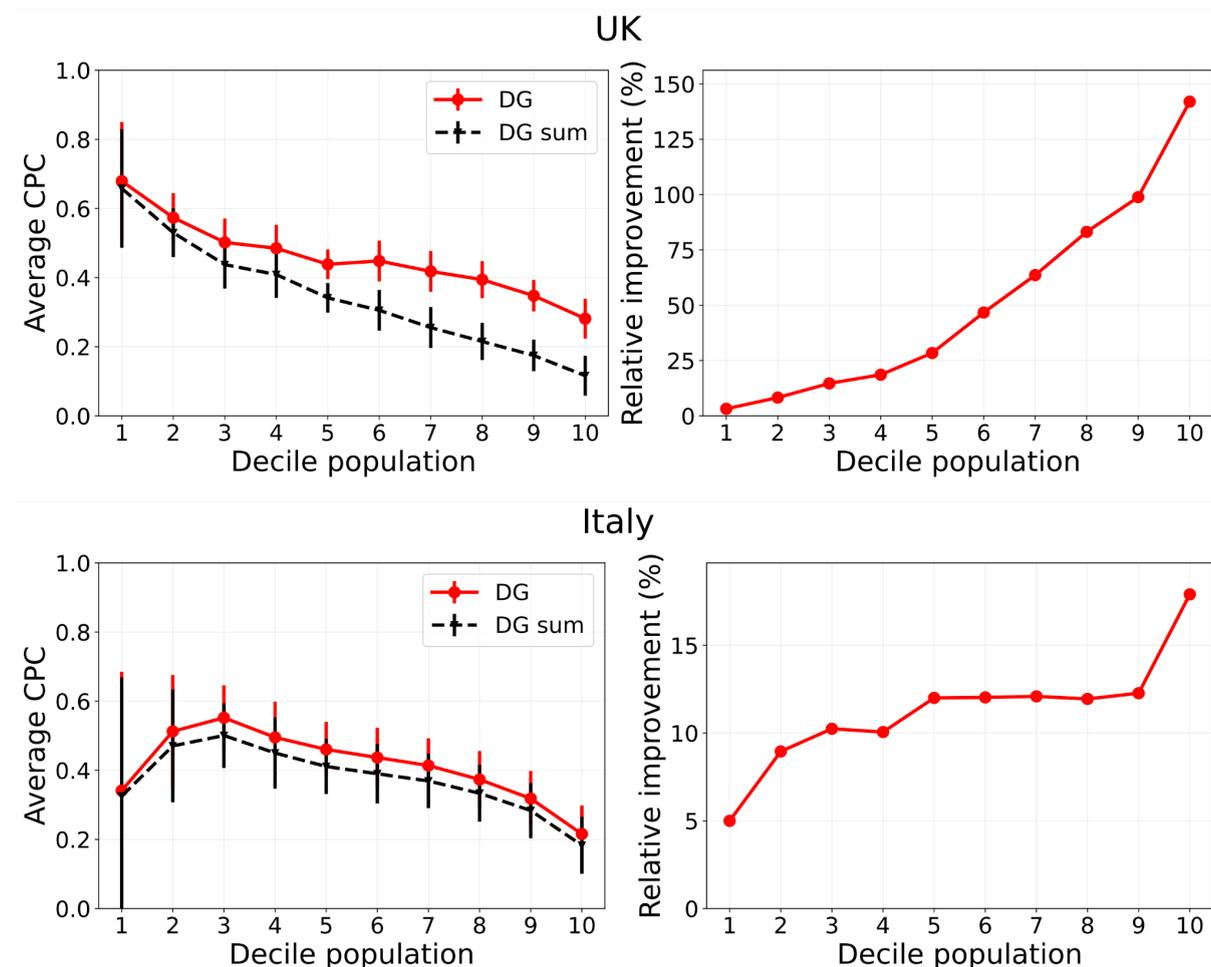 UK
Average CPC
1.0
0.8
0.6
0.4
0.2
0.0
DG
DG sum
1 2 3 4 5 6 7 8 9 10
Decile population
Relative improvement (%)
150
125
100
75
50
25
0
1 2 3 4 5 6 7 8 9 10
Decile population
Italy
Average CPC
1.0
0.8
0.6
0.4
0.2
0.0
DG
DG sum
1 2 3 4 5 6 7 8 9 10
Decile population
Relative improvement (%)
15
10
5
0
1 2 3 4 5 6 7 8 9 10
Decile population